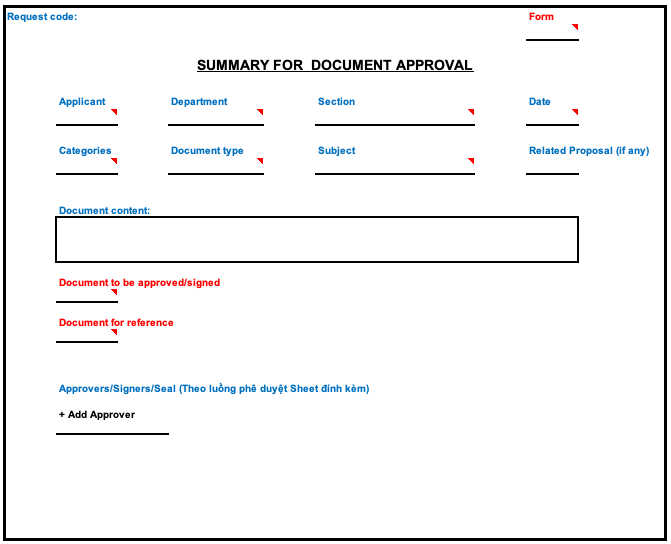 Request code:
Form
SUMMARY FOR  DOCUMENT APPROVAL
Applicant Department Section Date
Categories Document type Subject Related Proposal (if any)
Document content:
Document to be approved/signed
Document for reference
Approvers/Signers/Seal (Theo luồng phê duyệt Sheet đính kèm)
+ Add Approver